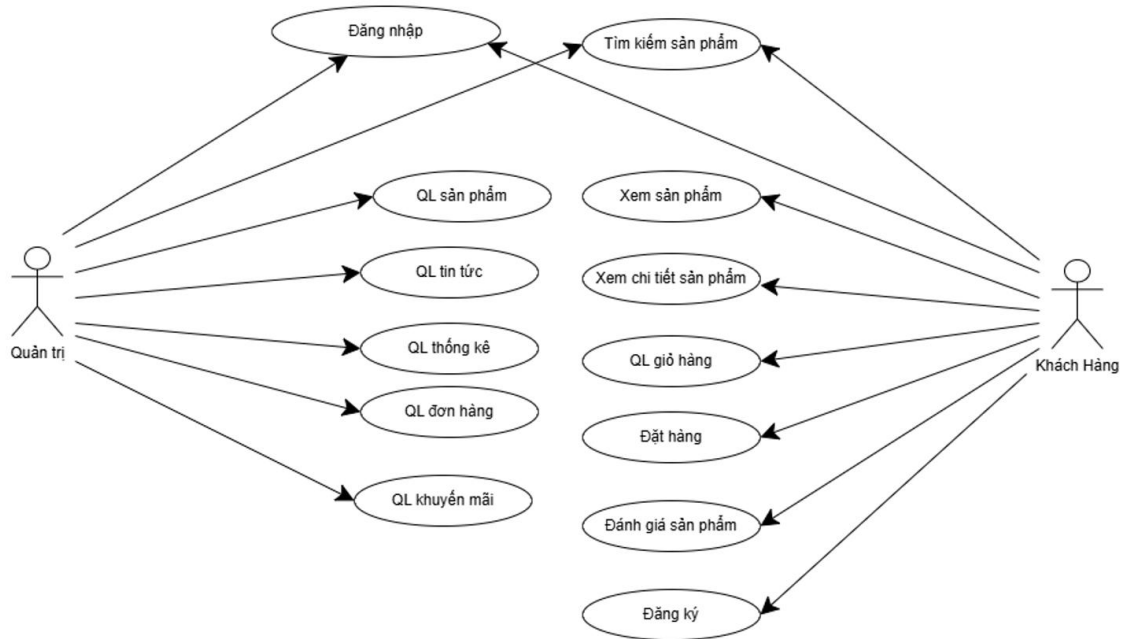 Đăng nhập
Tìm kiếm sản phẩm
QL sản phẩm
Xem sản phẩm
QL tin tức
Xem chi tiết sản phẩm
Quản trị
QL thống kê
QL giỏ hàng
Khách Hàng
QL đơn hàng
Đặt hàng
QL khuyến mãi
Đánh giá sản phẩm
Đăng ký